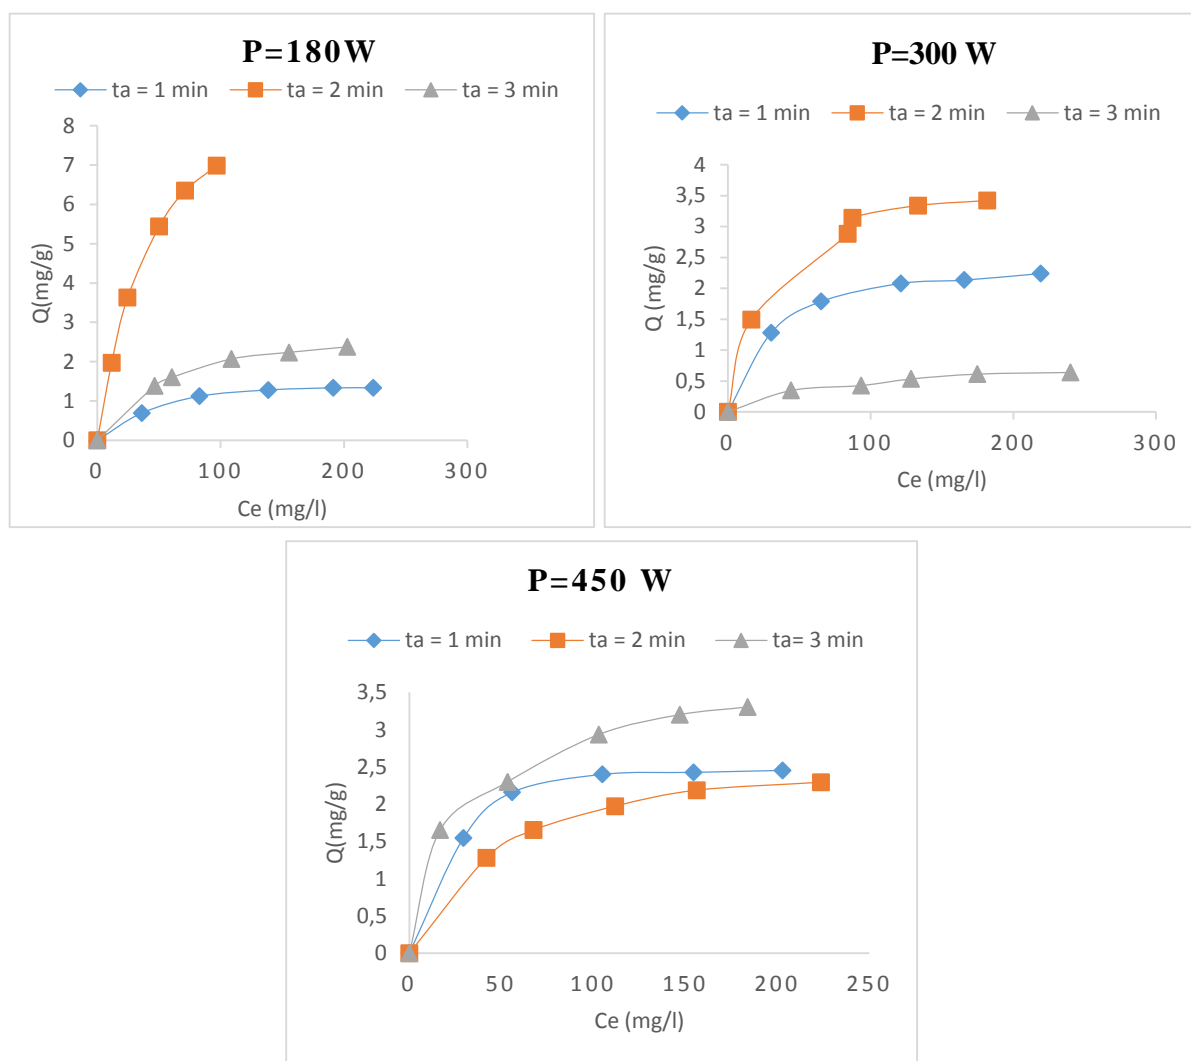 P=180W
ta = 1 min ta = 2 min ta = 3 min
8
7
6
5
4
3
2
1
0
Q(mg/g)
0 100 200 300
Ce (mg/l)
P=300 W
ta = 1 min ta = 2 min ta = 3 min
4
3,5
3
2,5
2
1,5
1
0,5
0
Q (mg/g)
0 100 200 300
Ce (mg/l)
P=450 W
ta = 1 min ta = 2 min ta= 3 min
3,5
3
2,5
2
1,5
1
0,5
0
Q(mg/g)
0 50 100 150 200 250
Ce (mg/l)